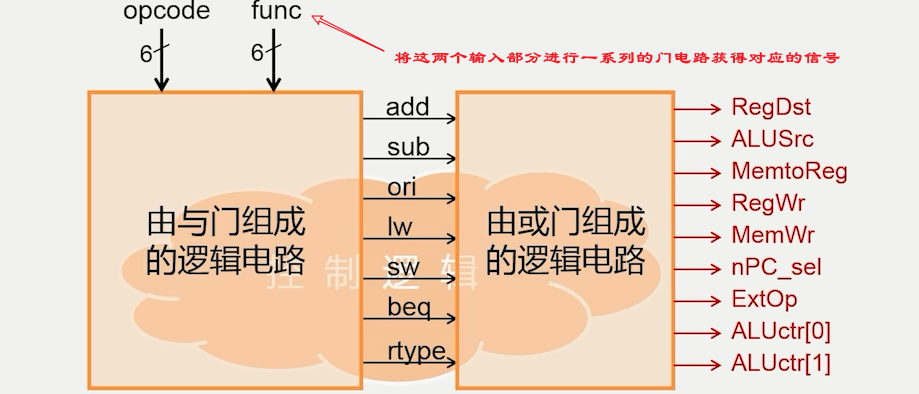 opcode
func
6
6
将这两个输入部分进行一系列的门电路获得对应的信号
由与门组成
的逻辑电路
add
sub
ori
lw
sw
beq
rtype
由或门组成
的逻辑电路
控制逻辑
RegDst
ALUSrc
MemtoReg
RegWr
MemWr
nPC_sel
ExtOp
ALUctr[0]
ALUctr[1]